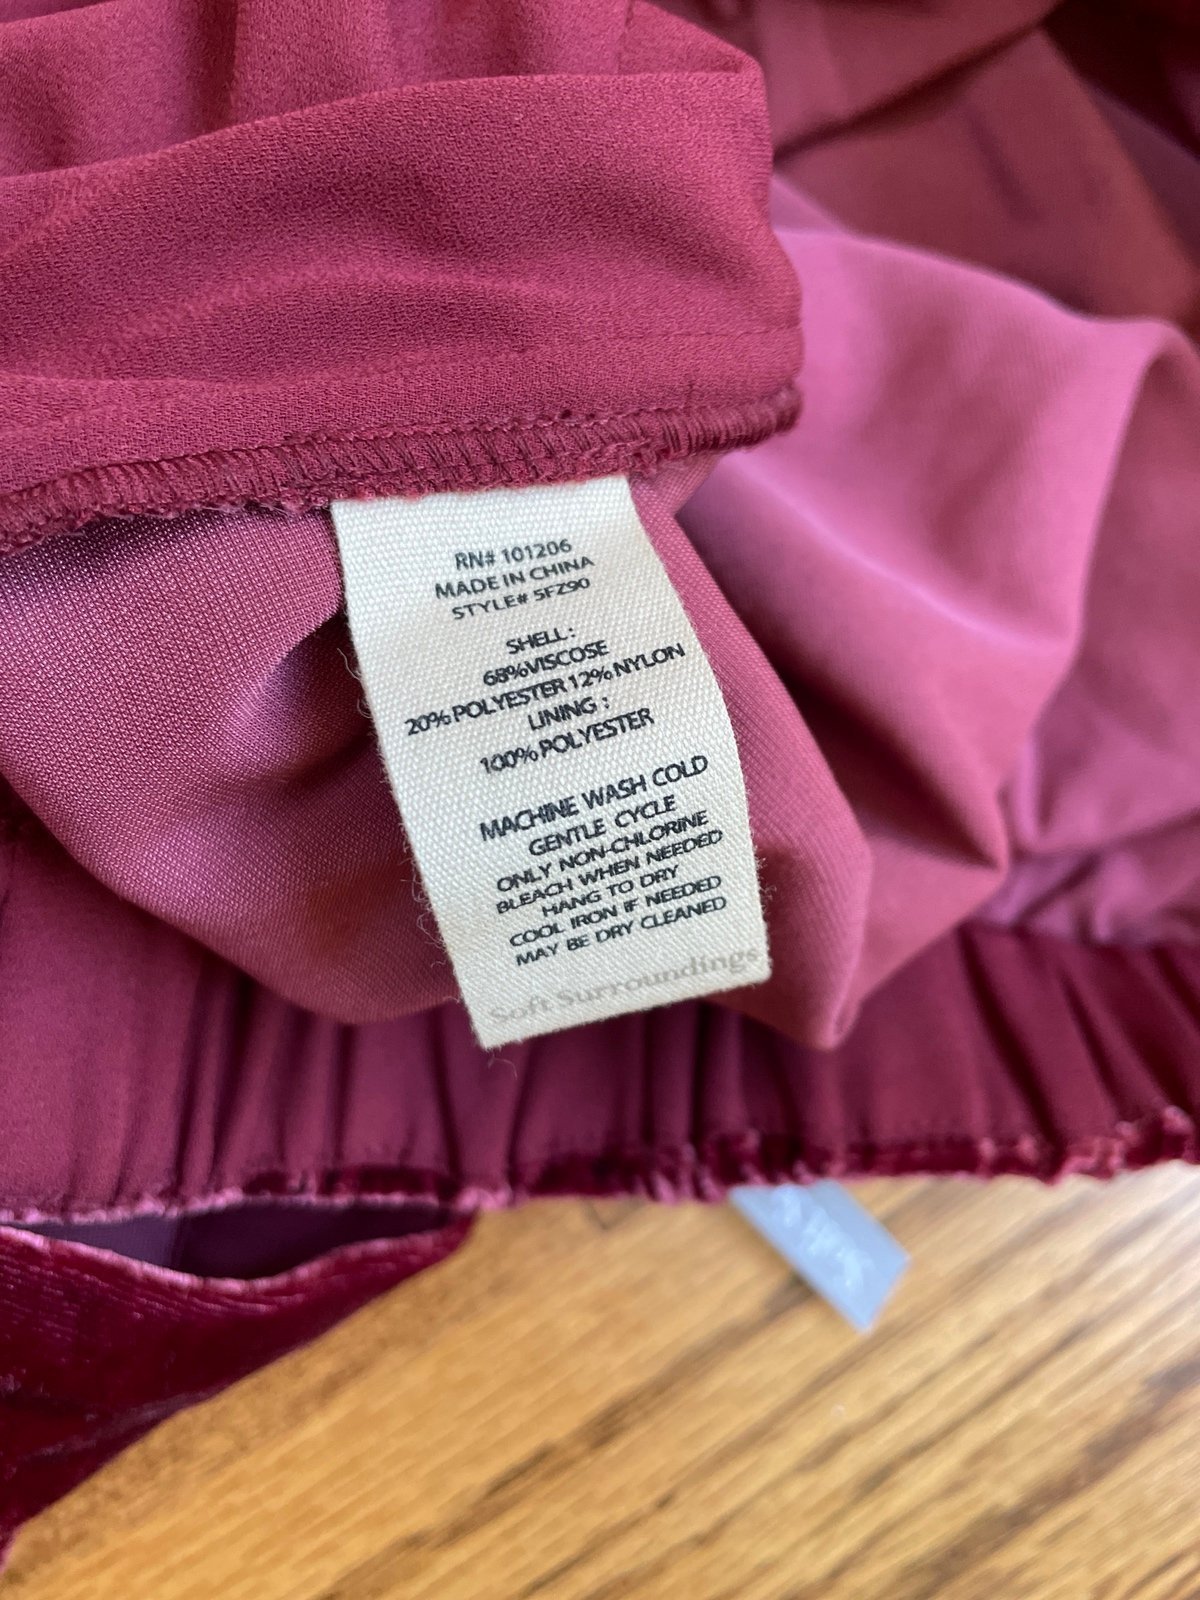 RN# 101206
MADE IN CHINA
STYLE# 5FZ90
SHELL :
68%VISCOSE
20% POLYESTER 12% NYLON
LINING :
100% POLYESTER
MACHINE WASH COLD
GENTLE CYCLE
ONLY NON-CHLORINE
BLEACH WHEN NEEDED
HANG TO DRY
COOL IRON IF NEEDED
MAY BE DRY CLEANED
Soft Surroundings